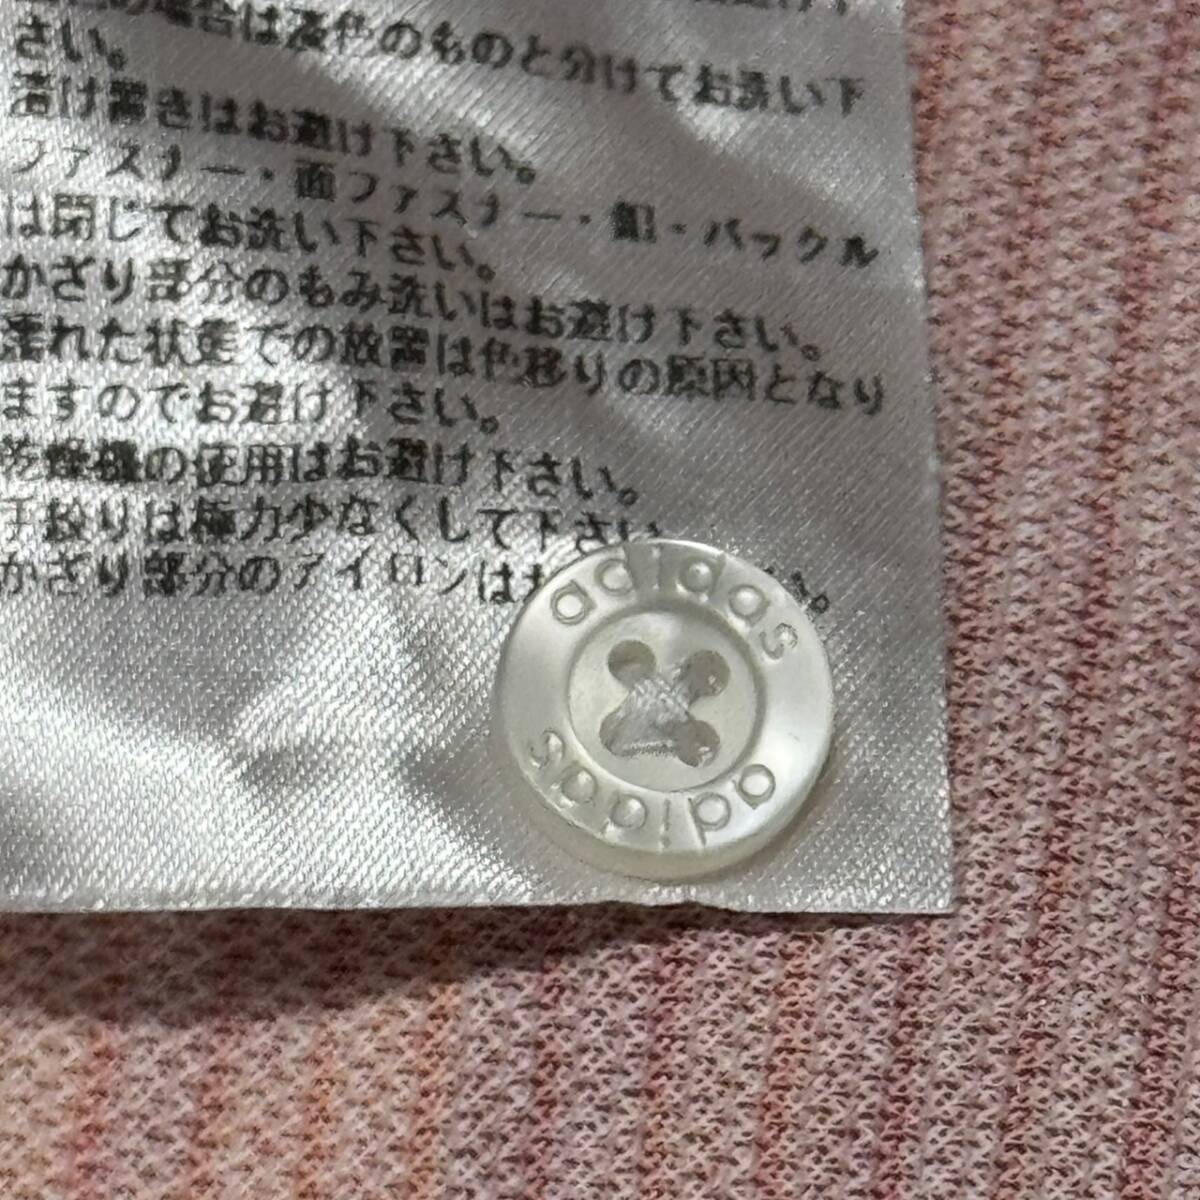 の場合は濃色のものと分けてお洗い下
さい。
漬け置きはお避け下さい。
ファスナー・面ファスナー・釦・バックル
は閉じてお洗い下さい。
かざり部分のもみ洗いはお避け下さい。
濡れた状態での放置は色移りの原因となり
ますのでお避け下さい。
乾燥機の使用はお避け下さい。
手絞りは極力少なくして下さい
かざり部分のアイロンはお
adidas
adidas